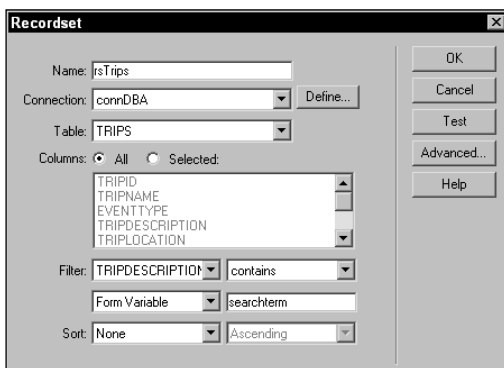 Recordset
Name: rsTrips
Connection: connDBA Define...
Table: TRIPS
Columns: All Selected:
TRIPID
TRIPNAME
EVENTTYPE
TRIPDESCRIPTION
TRIPLOCATION
Filter: TRIPDESCRIPTION contains
Form Variable searchterm
Sort: None Ascending
OK
Cancel
Test
Advanced...
Help